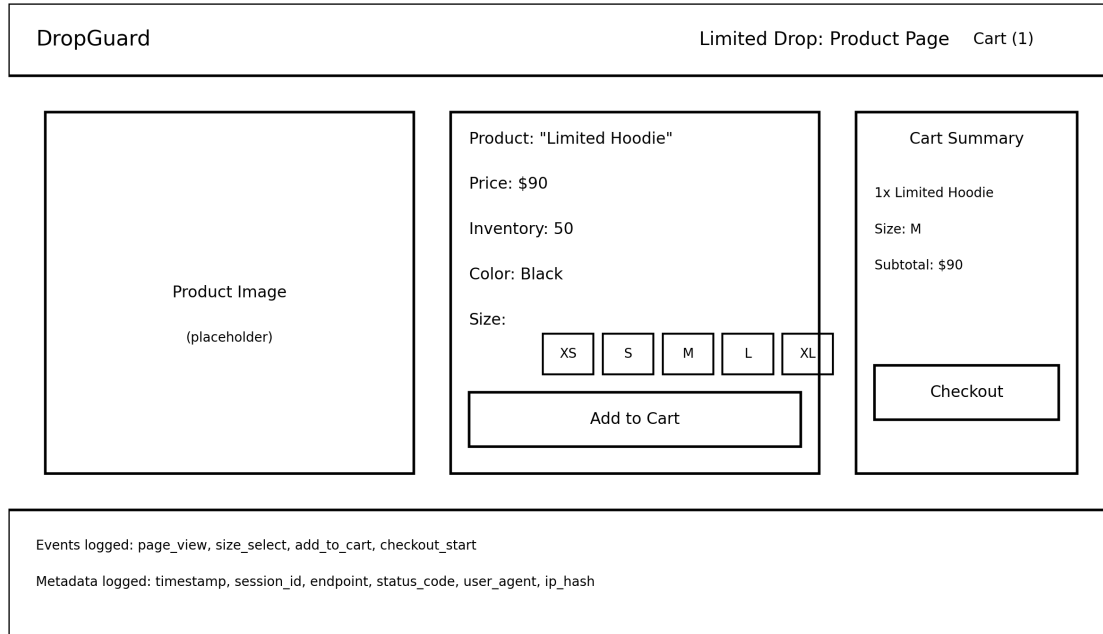 DropGuard
Limited Drop: Product Page
Cart (1)
Product Image
(placeholder)
Product: "Limited Hoodie"
Price: $90
Inventory: 50
Color: Black
Size:
XS S M L XL
Add to Cart
Cart Summary
1x Limited Hoodie
Size: M
Subtotal: $90
Checkout
Events logged: page_view, size_select, add_to_cart, checkout_start
Metadata logged: timestamp, session_id, endpoint, status_code, user_agent, ip_hash